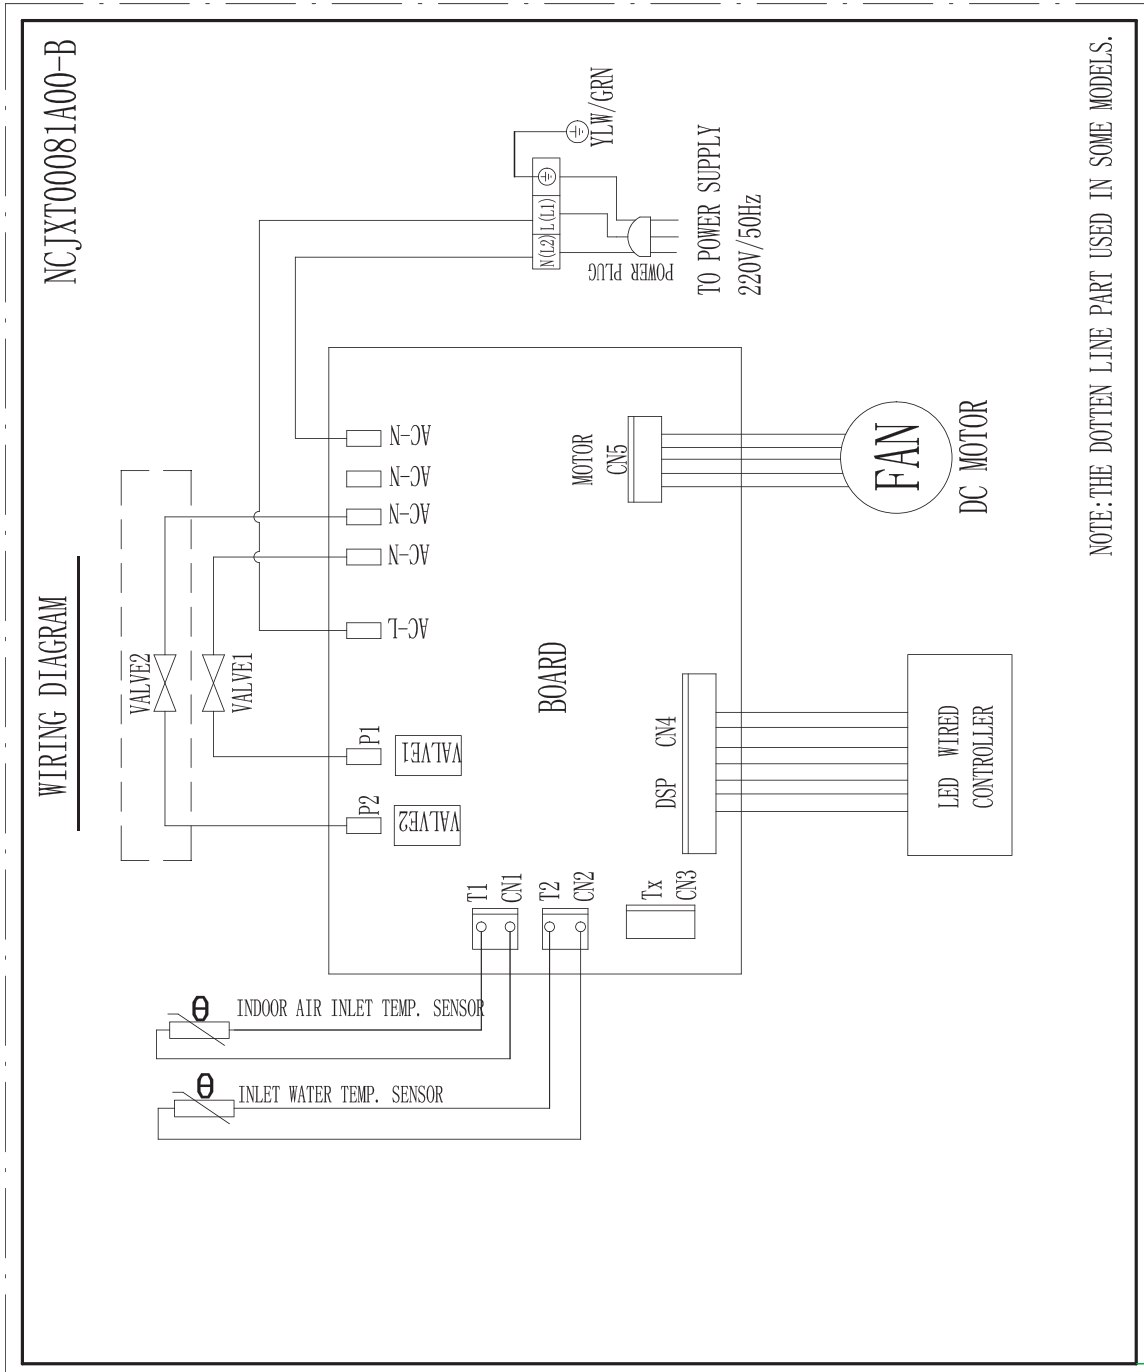 NCJXT00081A00-B
WIRING DIAGRAM
VALVE2
VALVE1
P2
P1
VALVE2
VALVE1
AC-L
AC-N
AC-N
AC-N
AC-N
N(L2)
L(L1)
YLW/GRN
POWER PLUG
TO POWER SUPPLY
220V/50Hz
INDOOR AIR INLET TEMP. SENSOR
θ
INLET WATER TEMP. SENSOR
θ
T1
CN1
T2
CN2
Tx
CN3
BOARD
DSP CN4
MOTOR
CN5
LED WIRED
CONTROLLER
FAN
DC MOTOR
NOTE:THE DOTTEN LINE PART USED IN SOME MODELS.